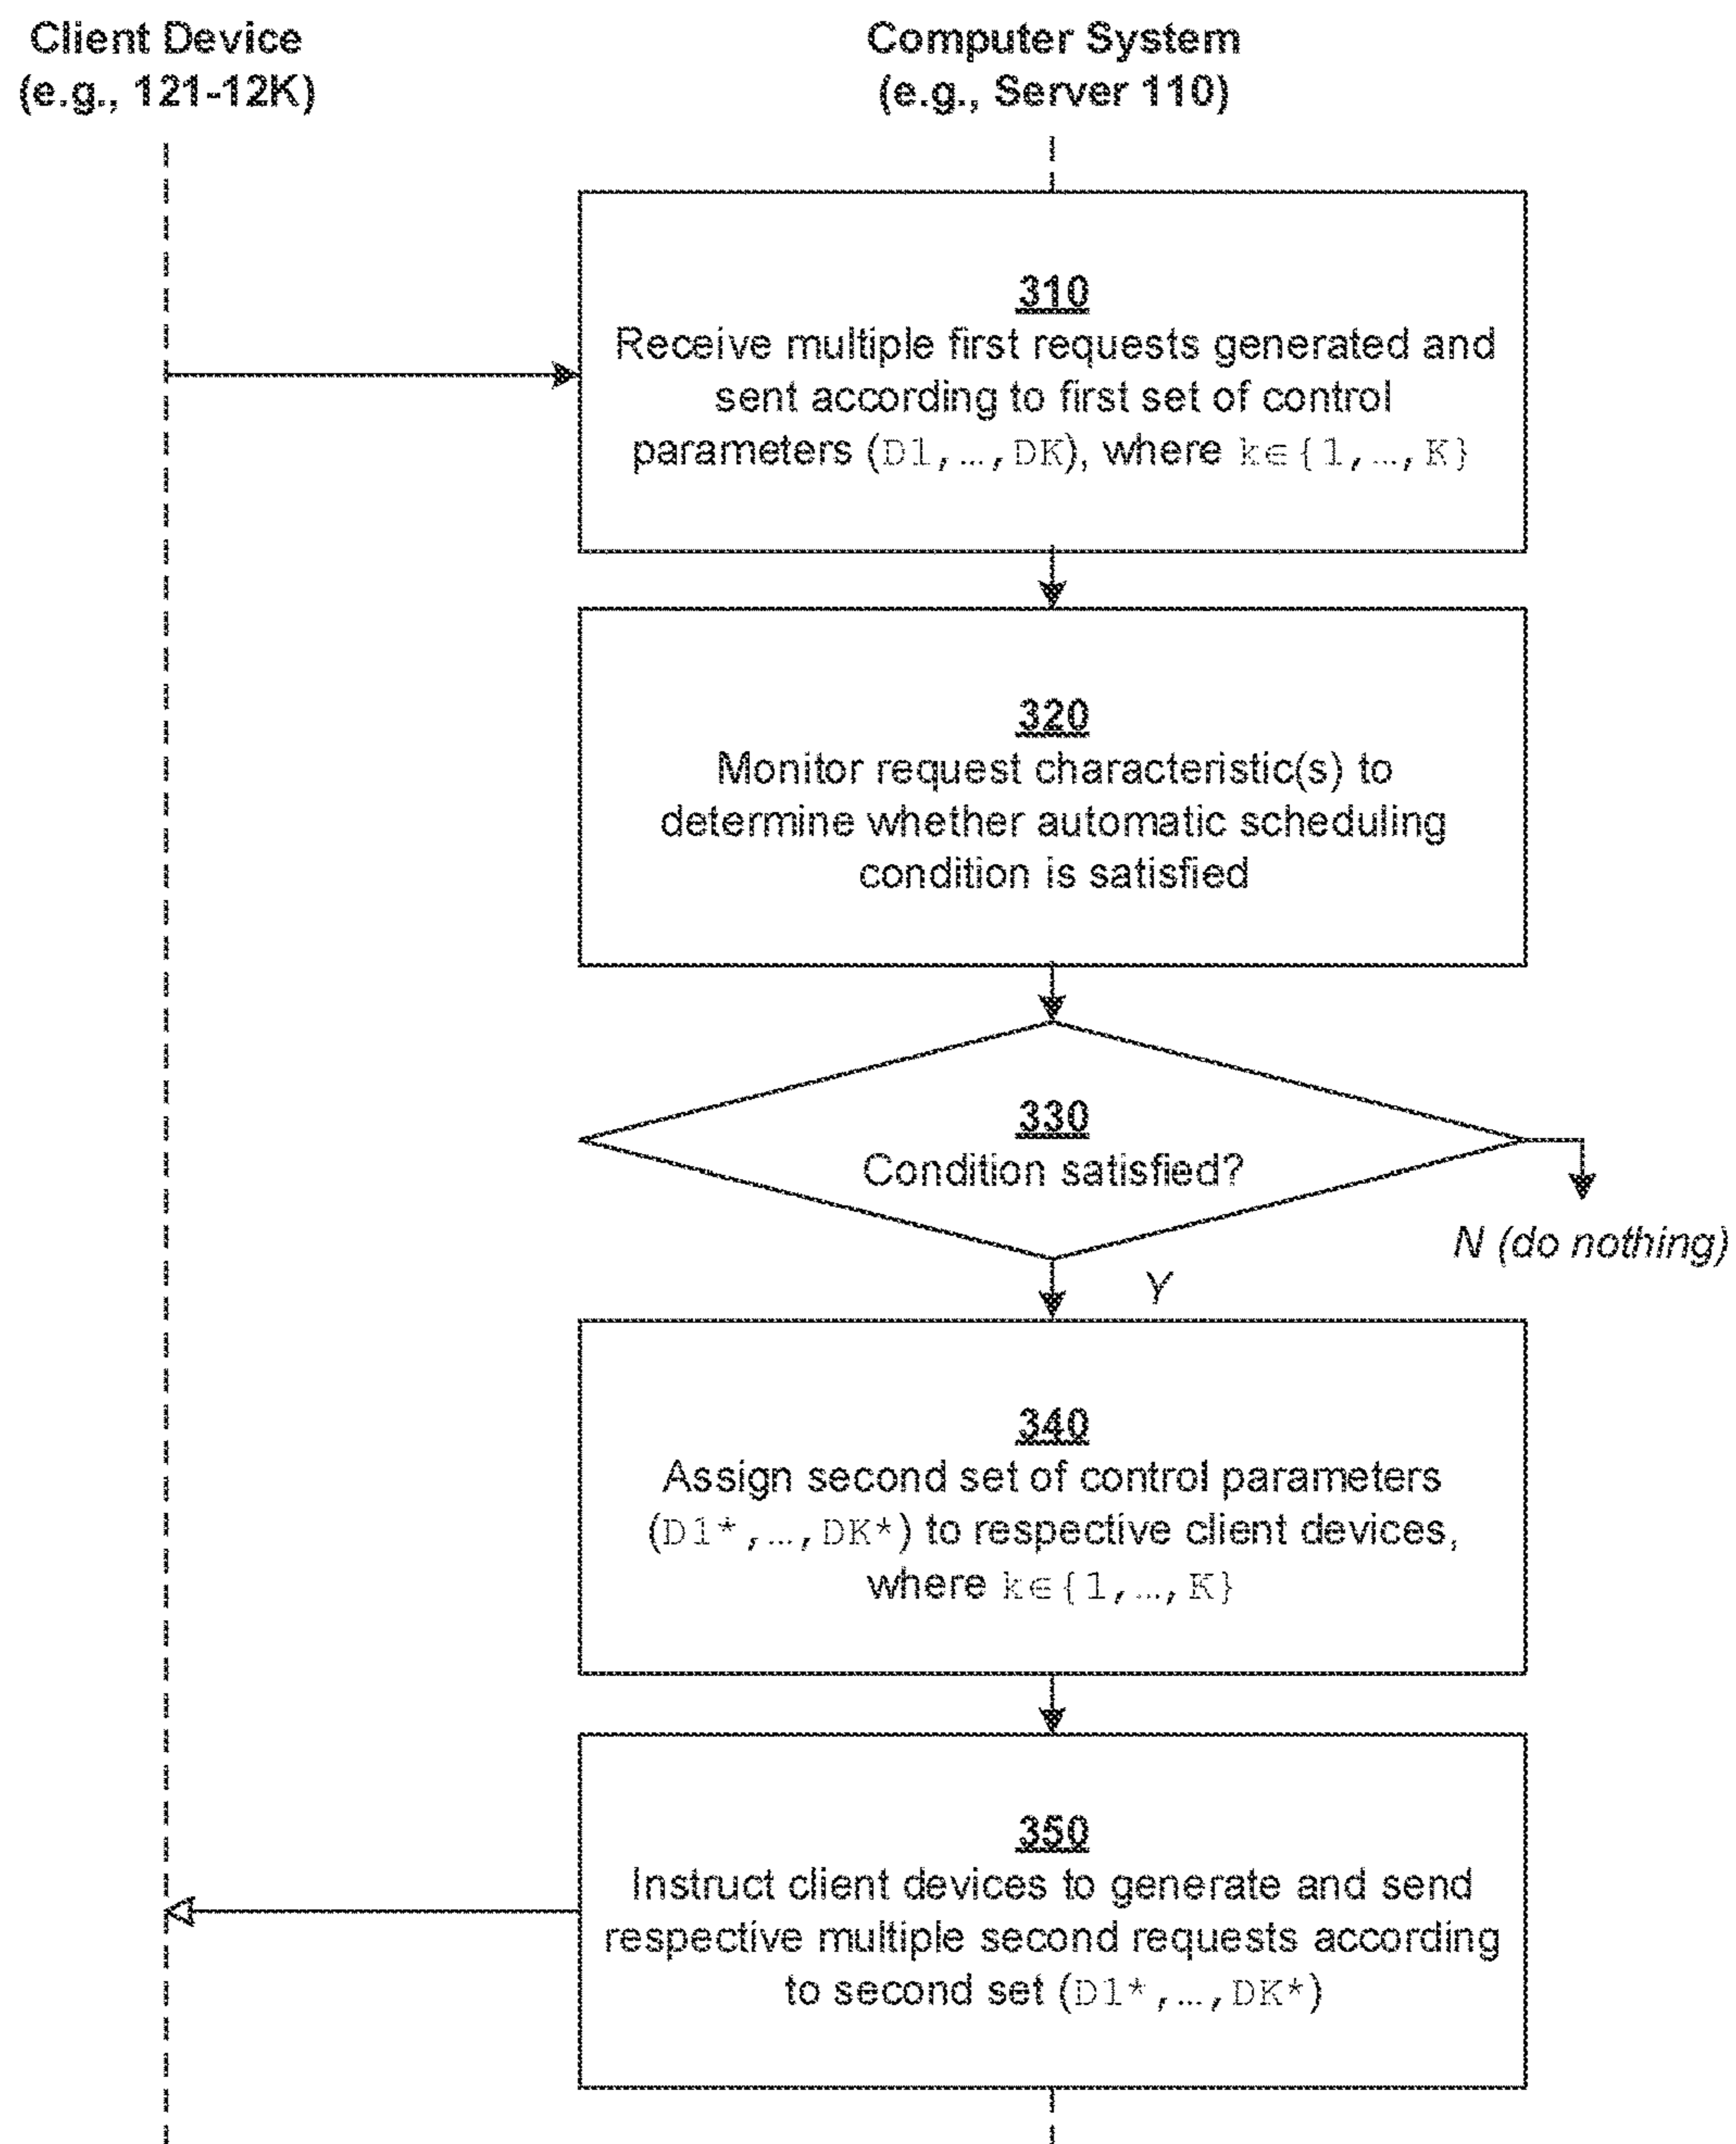 Client Device
(e.g., 121-12K)
Computer System
(e.g., Server 110)
310
Receive multiple first requests generated and
sent according to first set of control
parameters (D1,…,DK), where k∈{1,…,K}
320
Monitor request characteristic(s) to
determine whether automatic scheduling
condition is satisfied
330
Condition satisfied?
N (do nothing)
Y
340
Assign second set of control parameters
(D1*,…,DK*) to respective client devices,
where k∈{1,…,K}
350
Instruct client devices to generate and send
respective multiple second requests according
to second set (D1*,…,DK*)